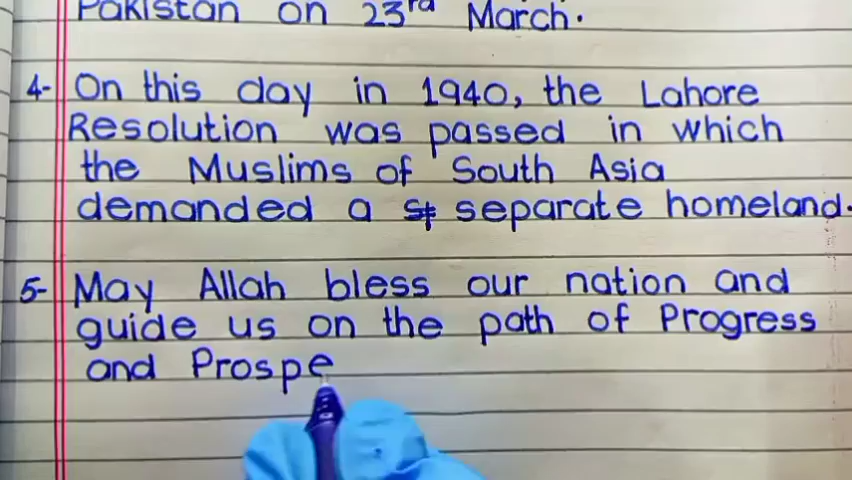 Pakistan on 23rd March.
4- On this day in 1940, the Lahore
Resolution was passed in which
the Muslims of South Asia
demanded a st separate homeland.
5- May Allah bless our nation and
guide us on the path of Progress
and Prospe